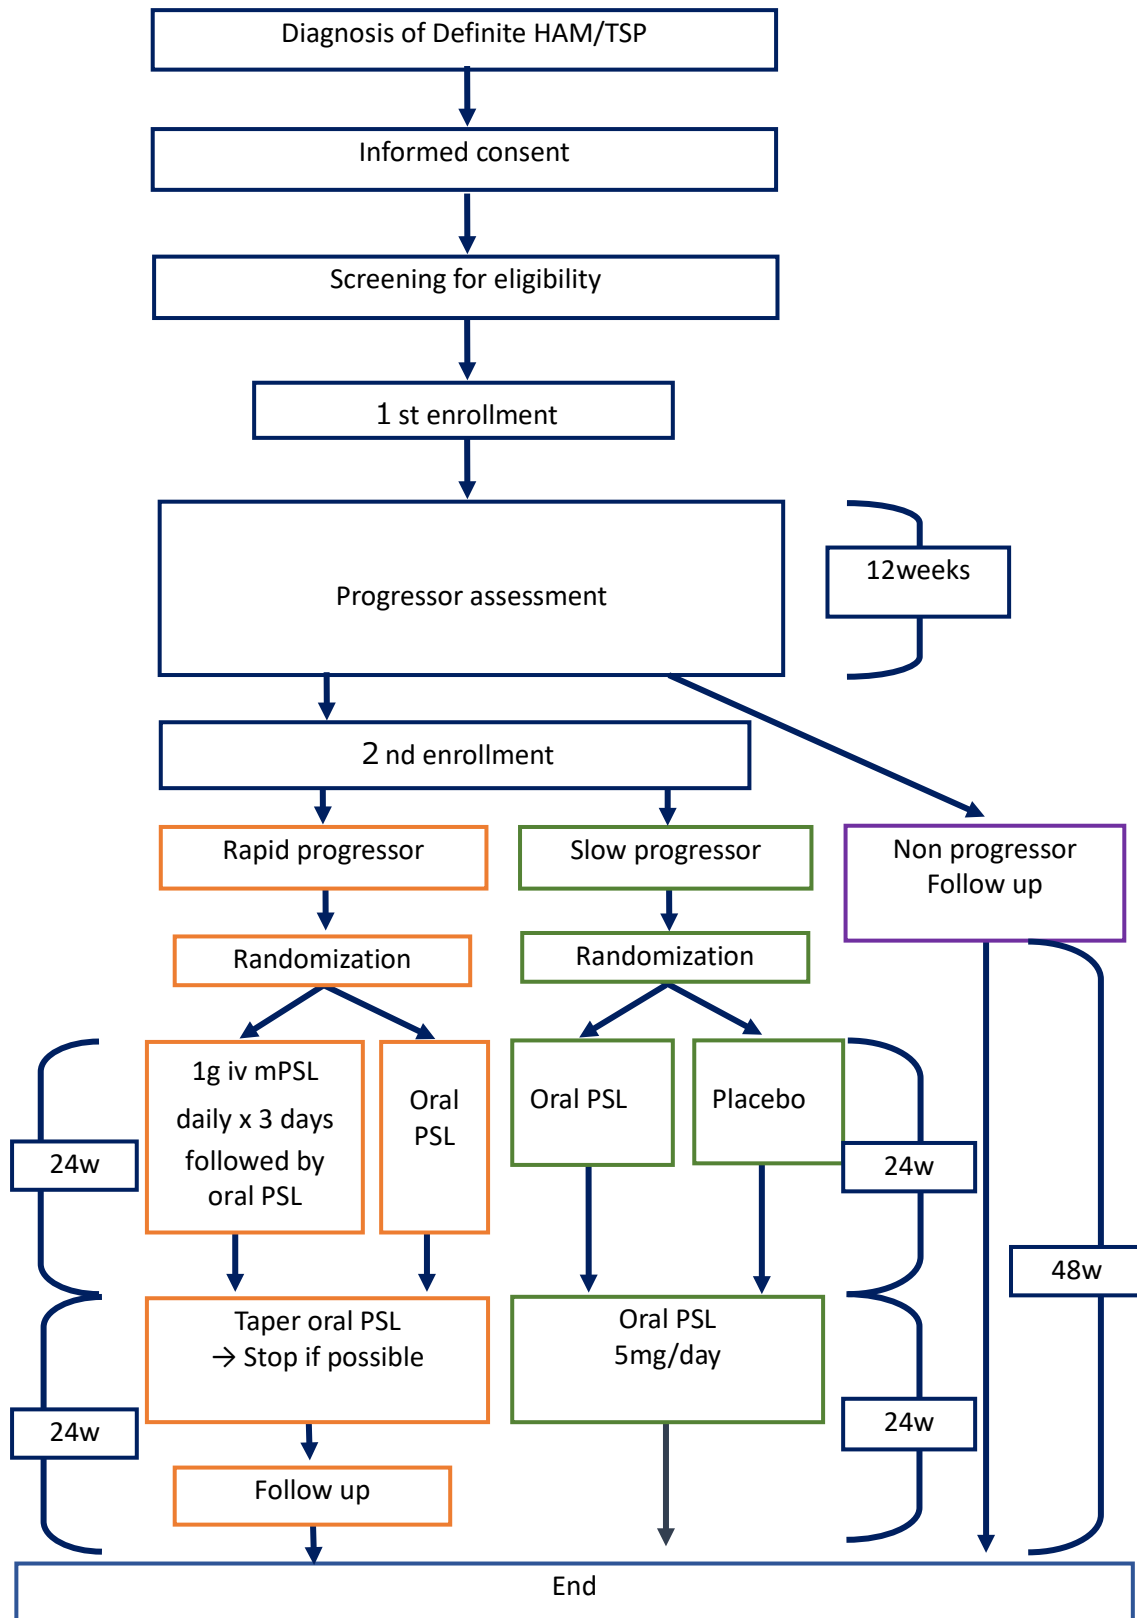 Diagnosis of Definite HAM/TSP
Informed consent
Screening for eligibility
1 st enrollment
Progressor assessment
12weeks
2 nd enrollment
Rapid progressor
Slow progressor
Non progressor
Follow up
Randomization
Randomization
1g iv mPSL
daily x 3 days
followed by
oral PSL
Oral
PSL
Oral PSL
Placebo
24w
24w
48w
Taper oral PSL
→ Stop if possible
Oral PSL
5mg/day
24w
24w
Follow up
End